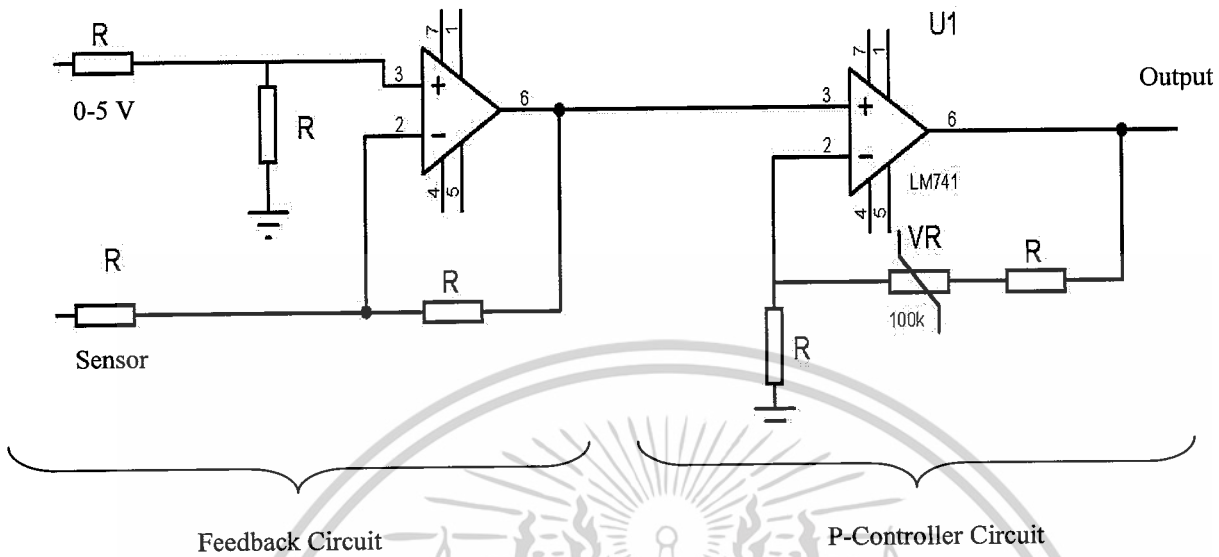 R
0-5 V
R
7
1
3
+
2
-
6
4
5
R
R
Sensor
Feedback Circuit
U1
7
1
3
+
2
-
6
4
5
LM741
Output
VR
R
100k
R
P-Controller Circuit